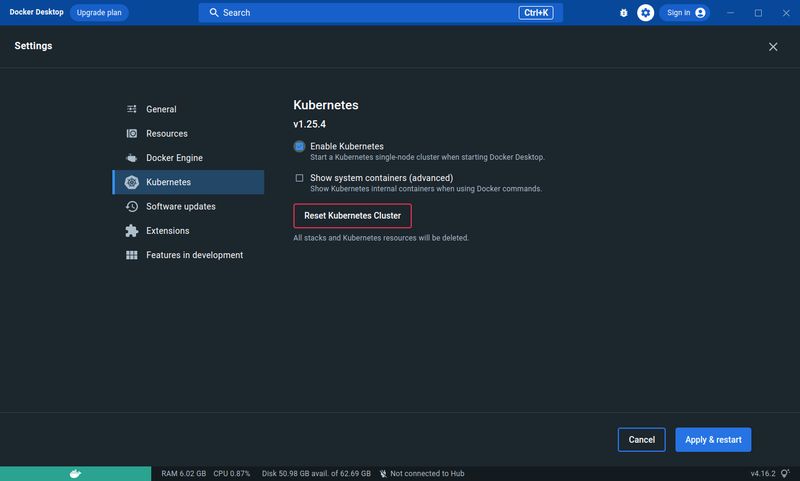 Docker Desktop Upgrade plan Search Ctrl+K Sign in
Settings
General
Resources
Docker Engine
Kubernetes
Software updates
Extensions
Features in development
Kubernetes
v1.25.4
Enable Kubernetes
Start a Kubernetes single-node cluster when starting Docker Desktop.
Show system containers (advanced)
Show Kubernetes internal containers when using Docker commands.
Reset Kubernetes Cluster
All stacks and Kubernetes resources will be deleted.
Cancel Apply & restart
RAM 6.02 GB CPU 0.87% Disk 50.98 GB avail. of 62.69 GB Not connected to Hub v4.16.2